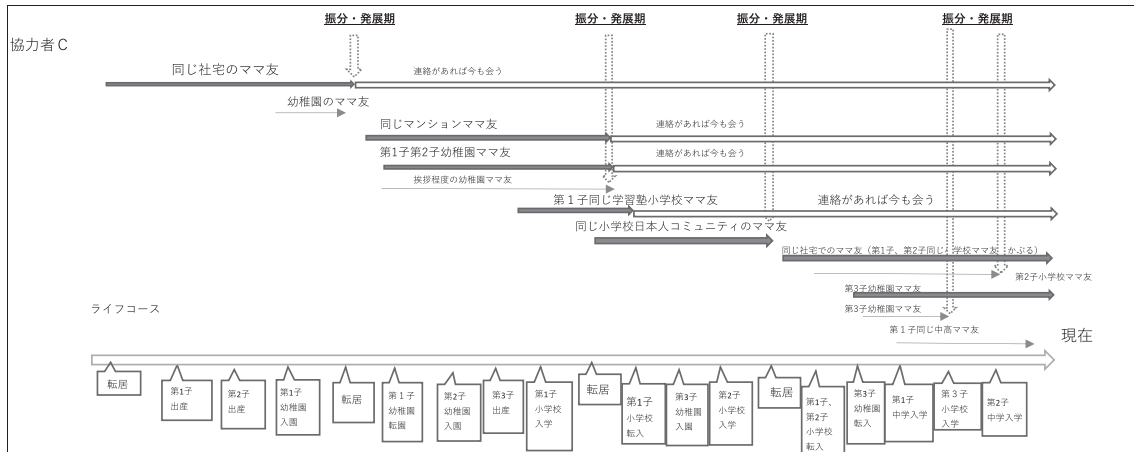 振分・発展期
振分・発展期
振分・発展期
振分・発展期
協力者C
同じ社宅のママ友
連絡があれば今も会う
幼稚園のママ友
同じマンションママ友
連絡があれば今も会う
第1子第2子幼稚園ママ友
連絡があれば今も会う
挨拶程度の幼稚園ママ友
第1子同じ学習塾小学校ママ友
連絡があれば今も会う
同じ小学校日本人コミュニティのママ友
同じ社宅でのママ友（第1子、第2子同じ小学校ママ友 かぶる）
第2子小学校ママ友
第3子幼稚園ママ友
第3子幼稚園ママ友
第1子同じ中高ママ友
ライフコース
現在
転居
第1子
出産
第2子
出産
第1子
幼稚園
入園
転居
第1子
幼稚園
転園
第2子
幼稚園
入園
第3子
出産
第1子
小学校
入学
転居
第1子
小学校
転入
第3子
幼稚園
入園
第2子
小学校
入学
転居
第1子、
第2子
小学校
転入
第3子
幼稚園
転入
第1子
中学入学
第3子
小学校
入学
第2子
中学入学